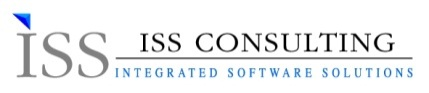 ISS
ISS CONSULTING
INTEGRATED SOFTWARE SOLUTIONS